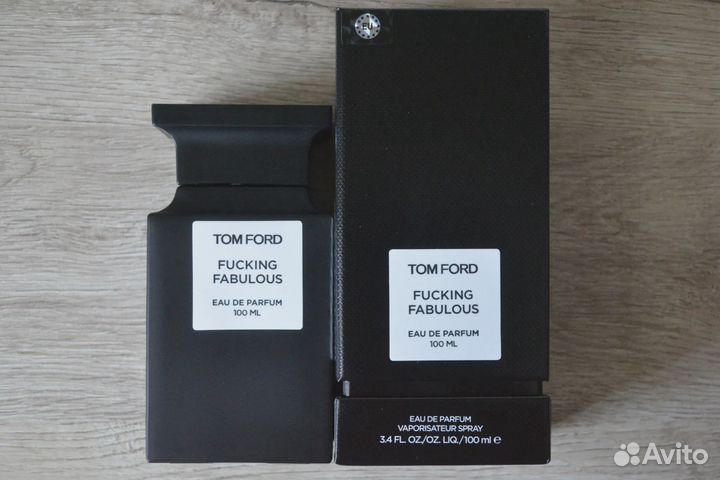 TOM FORD
FUCKING
FABULOUS
EAU DE PARFUM
100 ML
EU
TOM FORD
FUCKING
FABULOUS
EAU DE PARFUM
100 ML
EAU DE PARFUM
VAPORISATEUR SPRAY
3.4 FL. OZ./OZ. LIQ./100 ml ℮
Avito